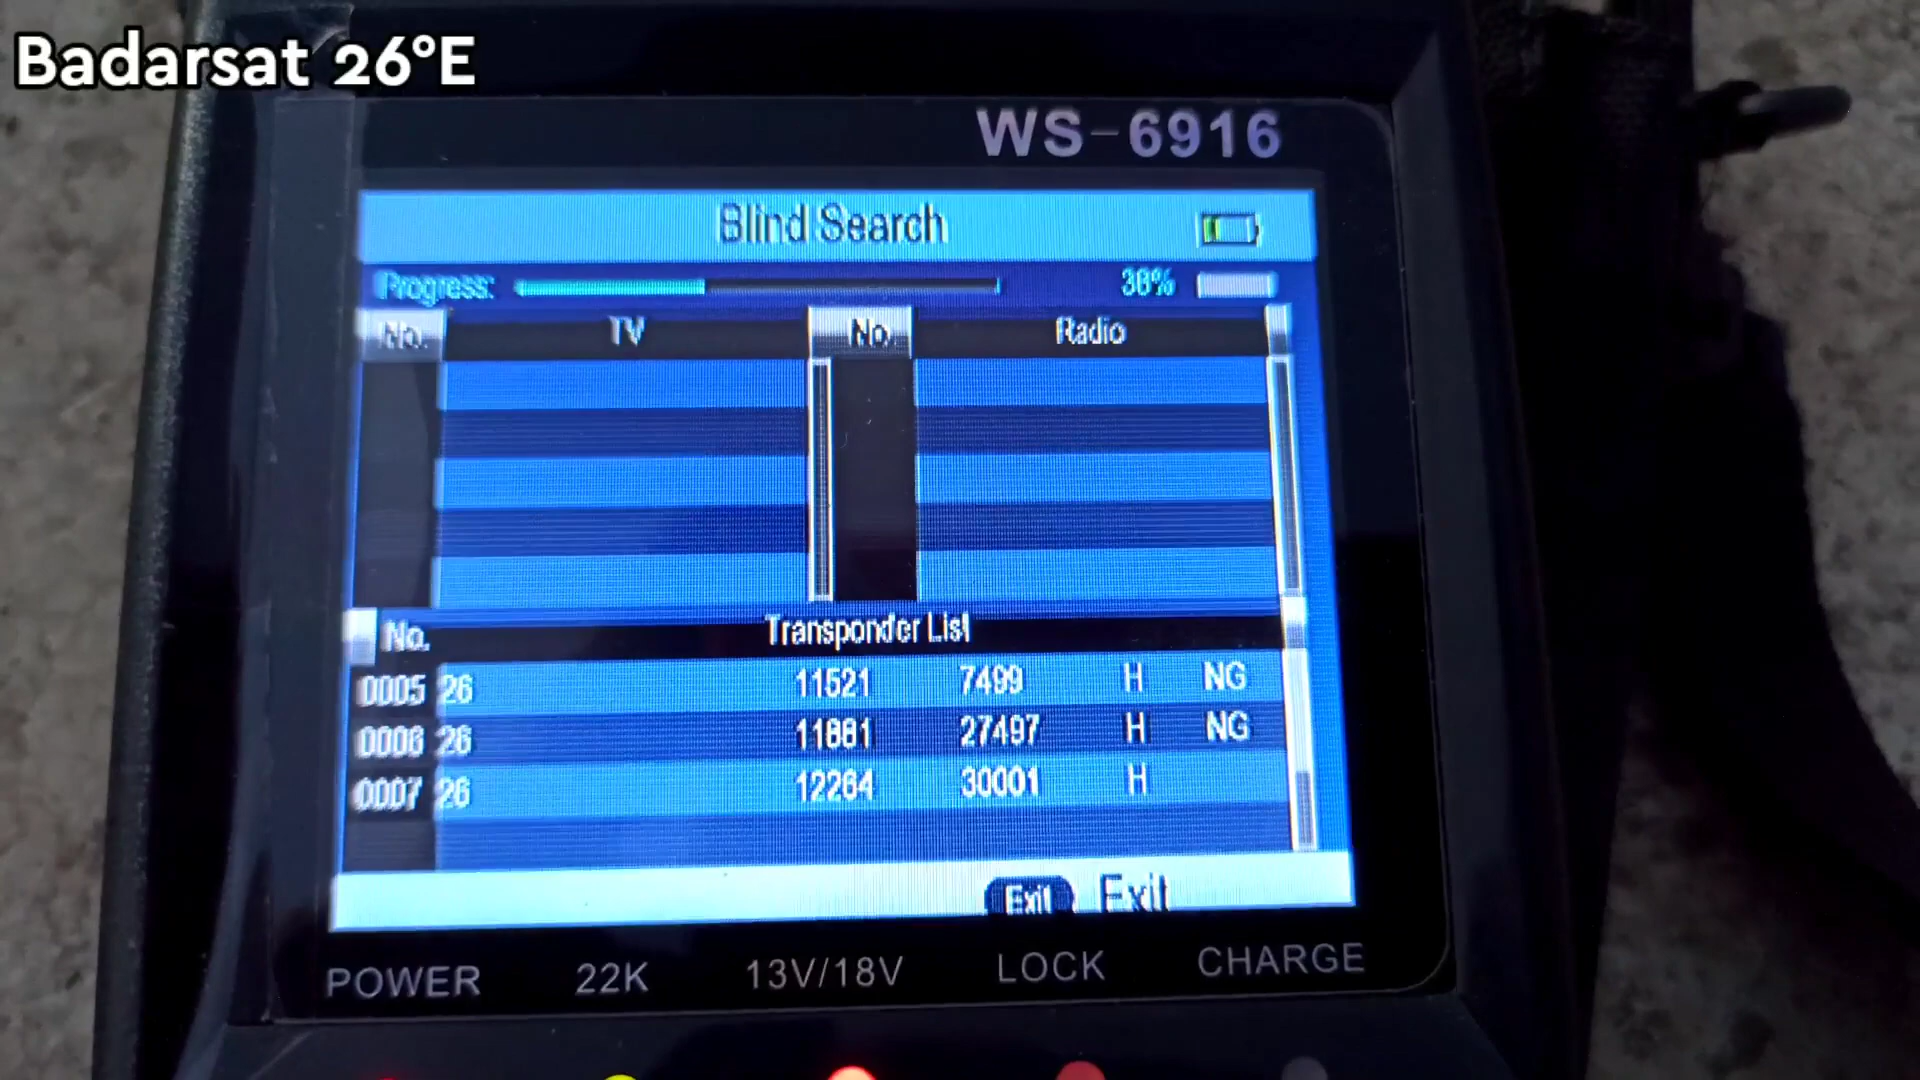 Badarsat 26°E
WS-6916
Blind Search
Progress: 38%
No. TV No. Radio
No. Transponder List
0005 26 11521 7499 H NG
0006 26 11881 27497 H NG
0007 26 12264 30001 H
Exit Exit
POWER 22K 13V/18V LOCK CHARGE